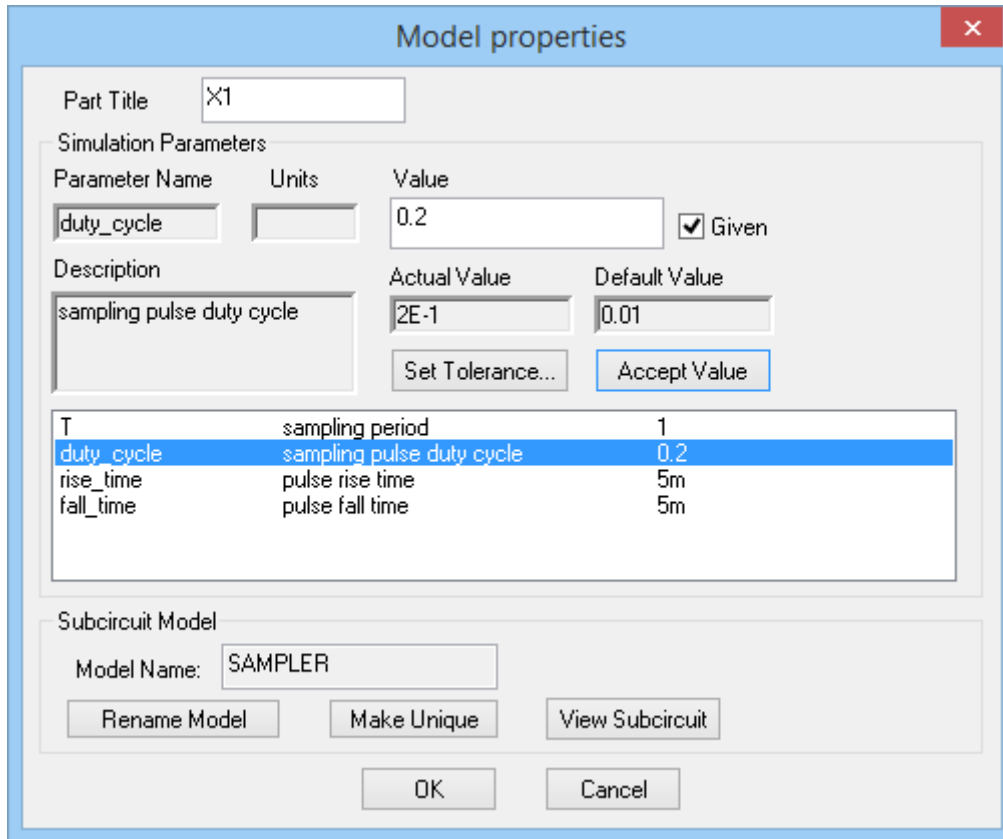 Model properties
Part Title X1
Simulation Parameters
Parameter Name Units Value
duty_cycle 0.2 Given
Description Actual Value Default Value
sampling pulse duty cycle 2E-1 0.01
Set Tolerance... Accept Value
T sampling period 1
duty_cycle sampling pulse duty cycle 0.2
rise_time pulse rise time 5m
fall_time pulse fall time 5m
Subcircuit Model
Model Name: SAMPLER
Rename Model Make Unique View Subcircuit
OK Cancel